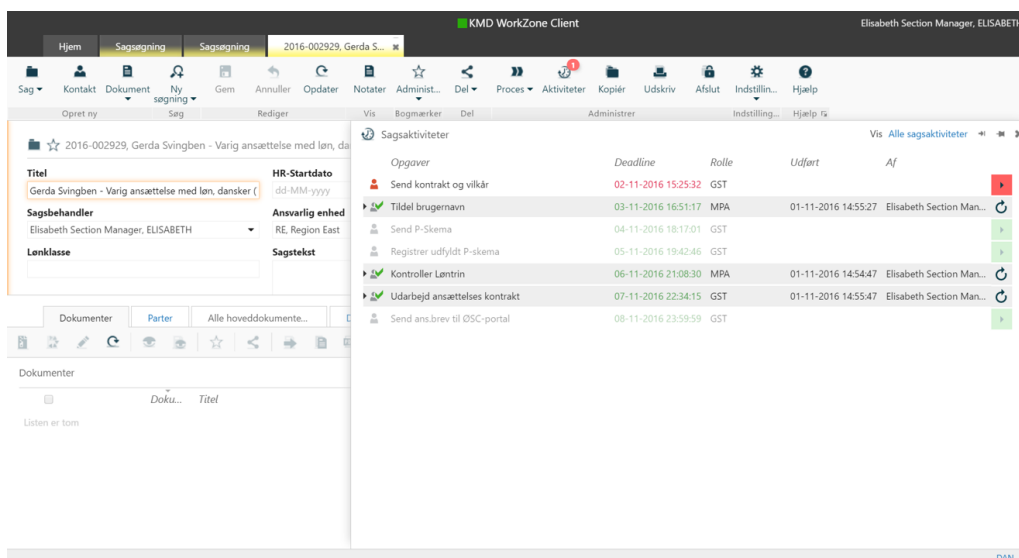 KMD WorkZone Client
Elisabeth Section Manager, ELISABETH
Hjem Sagsøgning Sagsøgning 2016-002929, Gerda S...
Sag Kontakt Dokument Ny søgning Gem Annuller Opdater Notater Administ... Del Proces Aktiviteter 1 Kopiér Udskriv Afslut Indstillin... Hjælp
Opret ny Søg Rediger Vis Bogmærker Del Administrer Indstilling... Hjælp
2016-002929, Gerda Svingben - Varig ansættelse med løn, da
Titel HR-Startdato
Gerda Svingben - Varig ansættelse med løn, dansker ( dd-MM-yyyy
Sagsbehandler Ansvarlig enhed
Elisabeth Section Manager, ELISABETH RE, Region East
Lønklasse Sagstekst
Dokumenter Parter Alle hoveddokumente... D
Dokumenter
Doku... Titel
Listen er tom
Sagsaktiviteter Vis Alle sagsaktiviteter
Opgaver Deadline Rolle Udført Af
Send kontrakt og vilkår 02-11-2016 15:25:32 GST
Tildel brugernavn 03-11-2016 16:51:17 MPA 01-11-2016 14:55:27 Elisabeth Section Man...
Send P-Skema 04-11-2016 18:17:01 GST
Registrer udfyldt P-skema 05-11-2016 19:42:46 GST
Kontroller Løntrin 06-11-2016 21:08:30 MPA 01-11-2016 14:54:47 Elisabeth Section Man...
Udarbejd ansættelses kontrakt 07-11-2016 22:34:15 GST 01-11-2016 14:55:47 Elisabeth Section Man...
Send ans.brev til ØSC-portal 08-11-2016 23:59:59 GST
DAN